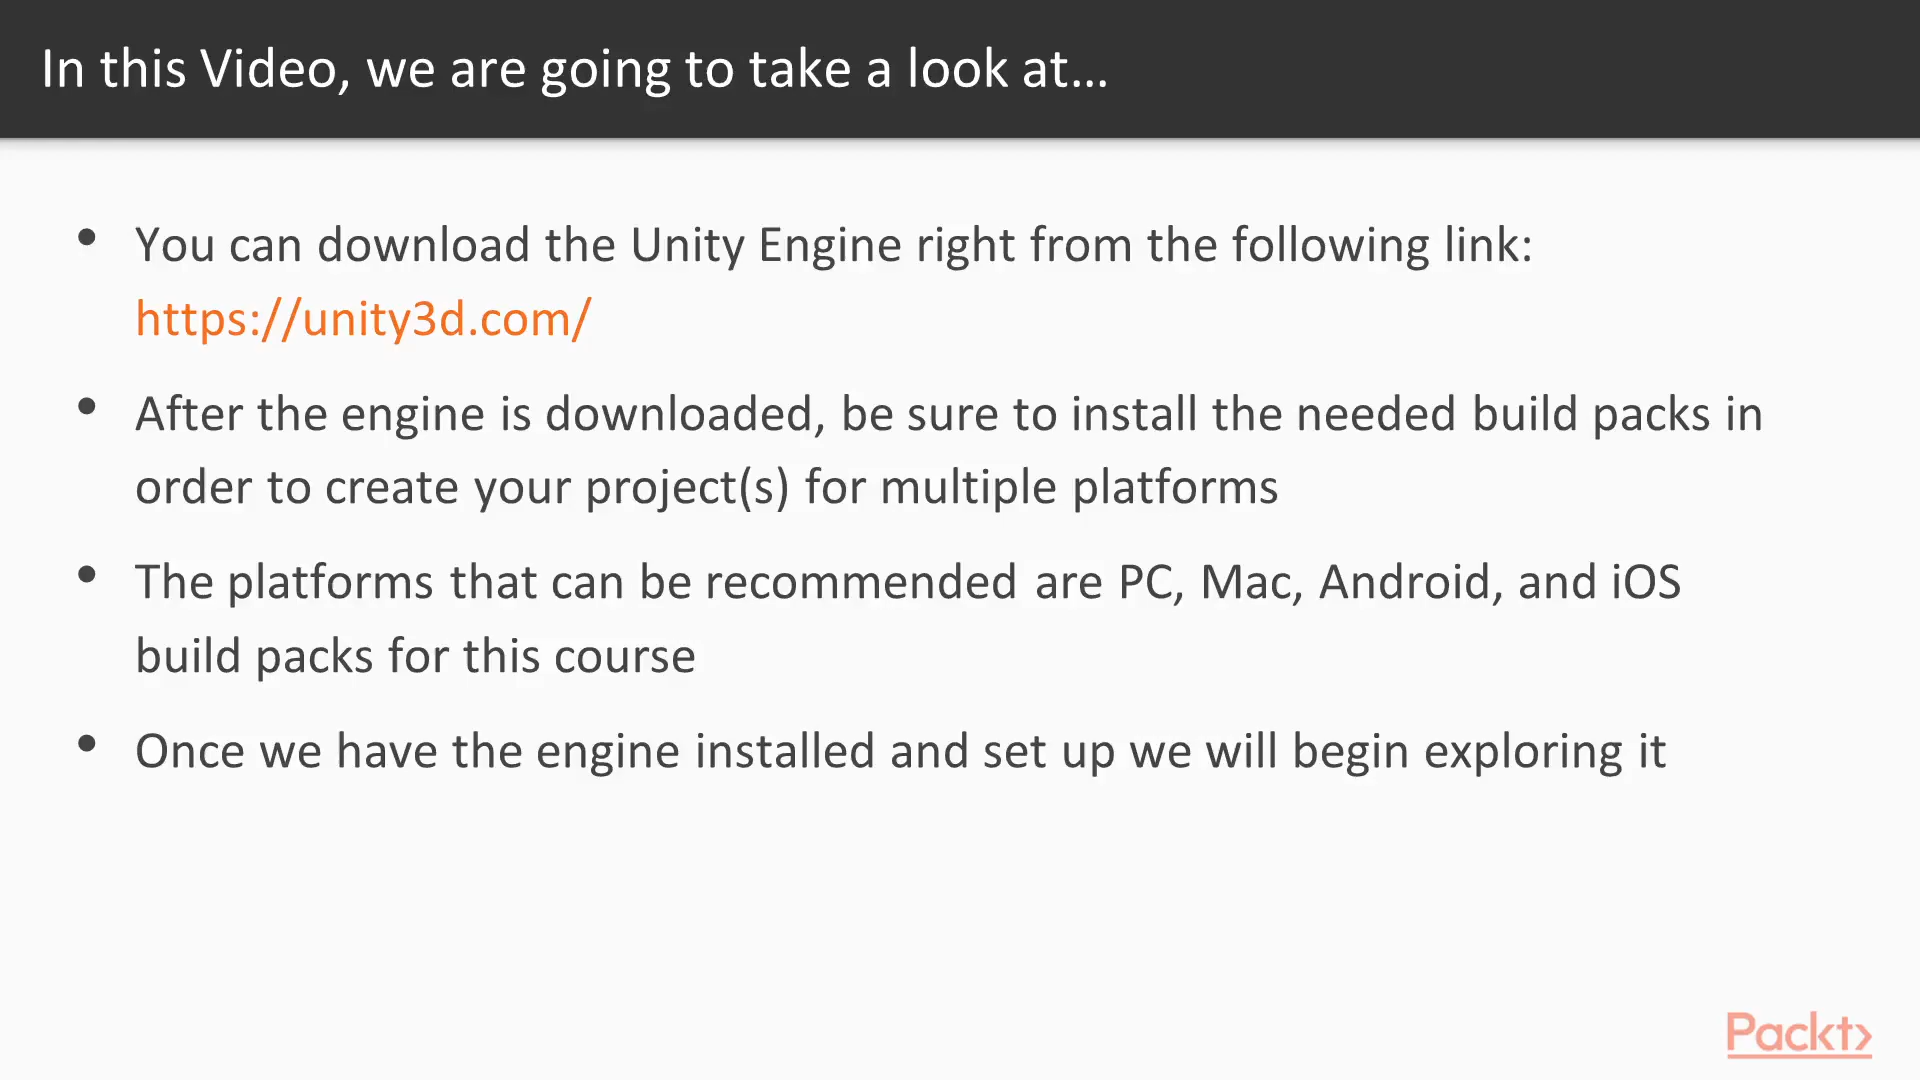 In this Video, we are going to take a look at...
• You can download the Unity Engine right from the following link:
https://unity3d.com/
• After the engine is downloaded, be sure to install the needed build packs in
order to create your project(s) for multiple platforms
• The platforms that can be recommended are PC, Mac, Android, and iOS
build packs for this course
• Once we have the engine installed and set up we will begin exploring it
Packt>